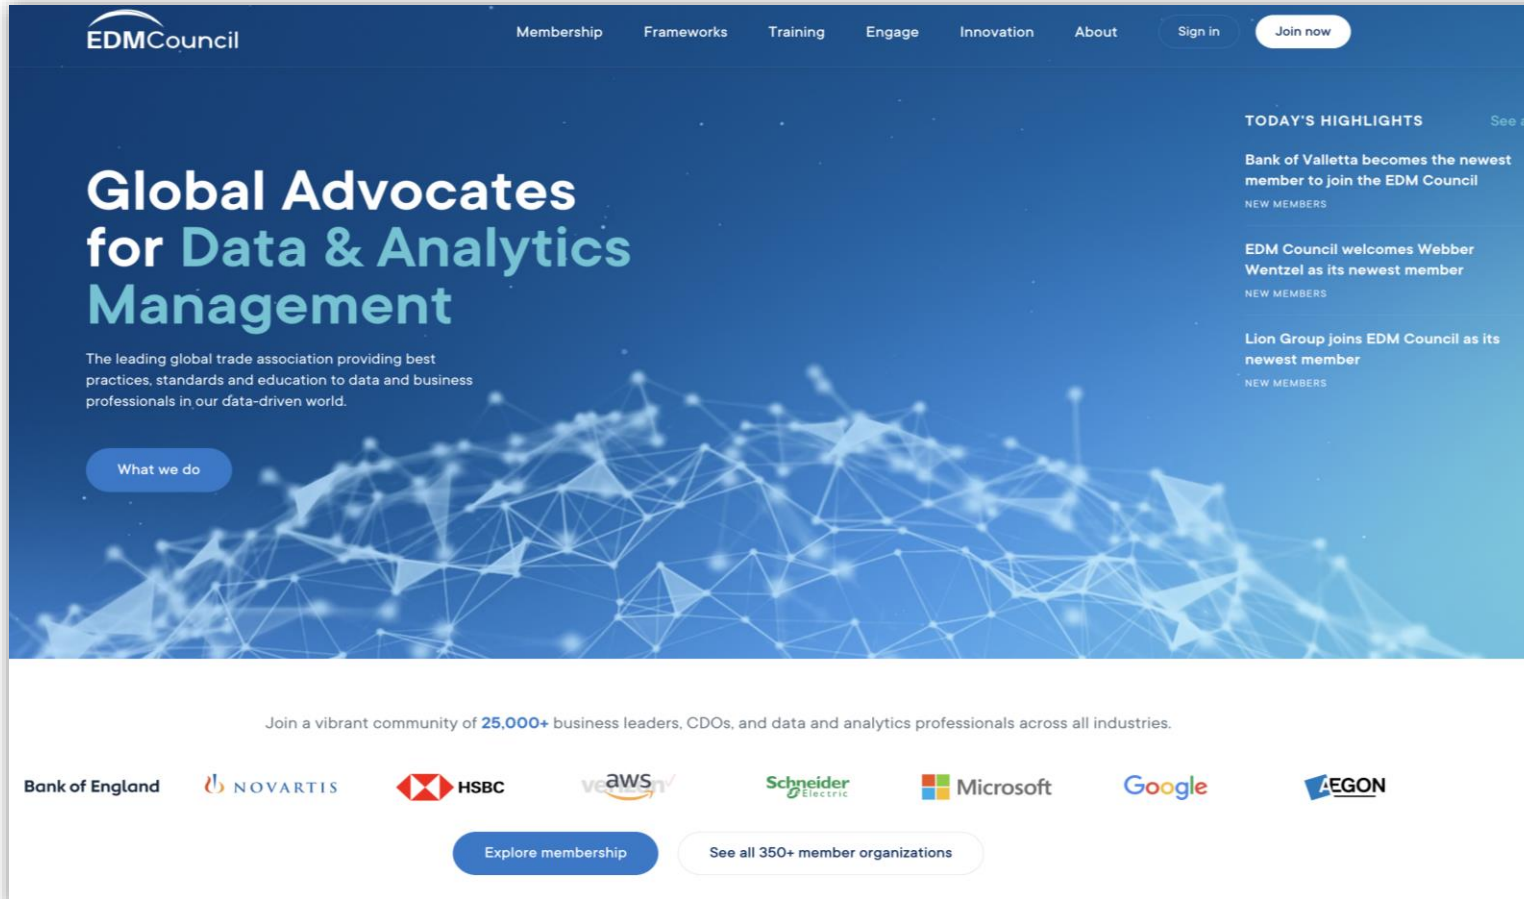 EDMCouncil
Membership Frameworks Training Engage Innovation About Sign in Join now
Global Advocates
for Data & Analytics
Management
The leading global trade association providing best
practices, standards and education to data and business
professionals in our data-driven world.
What we do
TODAY'S HIGHLIGHTS See a
Bank of Valletta becomes the newest
member to join the EDM Council
NEW MEMBERS
EDM Council welcomes Webber
Wentzel as its newest member
NEW MEMBERS
Lion Group joins EDM Council as its
newest member
NEW MEMBERS
Join a vibrant community of 25,000+ business leaders, CDOs, and data and analytics professionals across all industries.
Bank of England NOVARTIS HSBC verizon aws Schneider Electric Microsoft Google AEGON
Explore membership See all 350+ member organizations